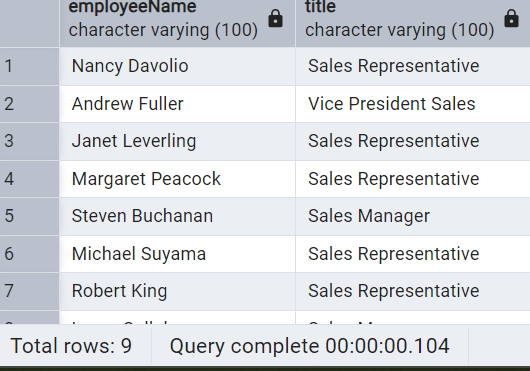 employeeName title
character varying (100) character varying (100)
1 Nancy Davolio Sales Representative
2 Andrew Fuller Vice President Sales
3 Janet Leverling Sales Representative
4 Margaret Peacock Sales Representative
5 Steven Buchanan Sales Manager
6 Michael Suyama Sales Representative
7 Robert King Sales Representative
Total rows: 9 Query complete 00:00:00.104